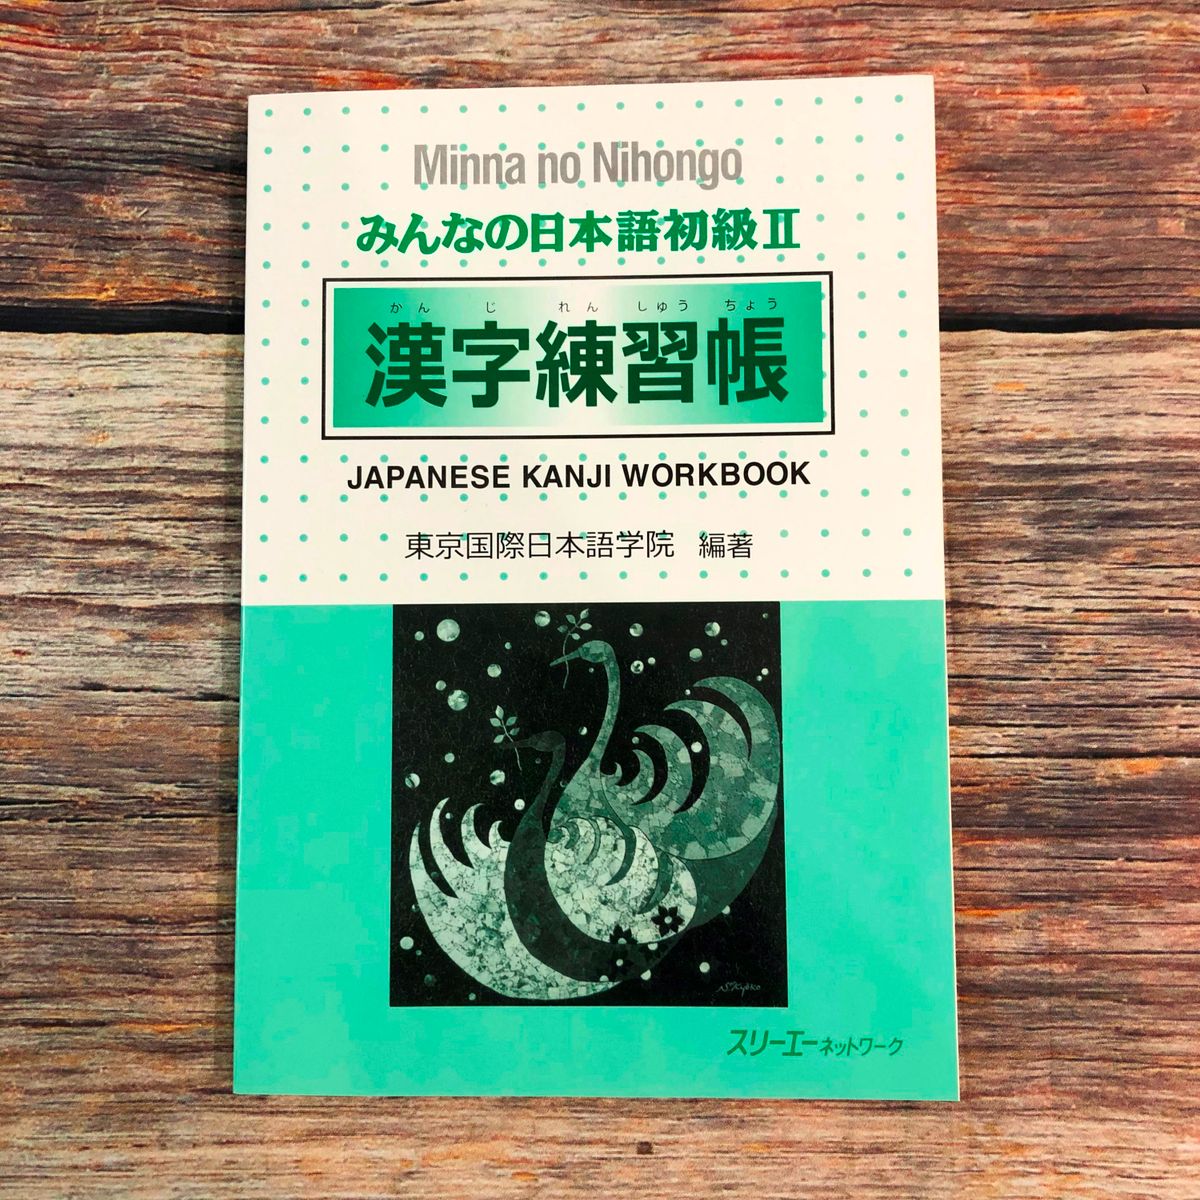 Minna no Nihongo
みんなの日本語初級II
かん じ れん しゅう ちょう
漢字練習帳
JAPANESE KANJI WORKBOOK
東京国際日本語学院 編著
S.Kyöko
スリーエーネットワーク